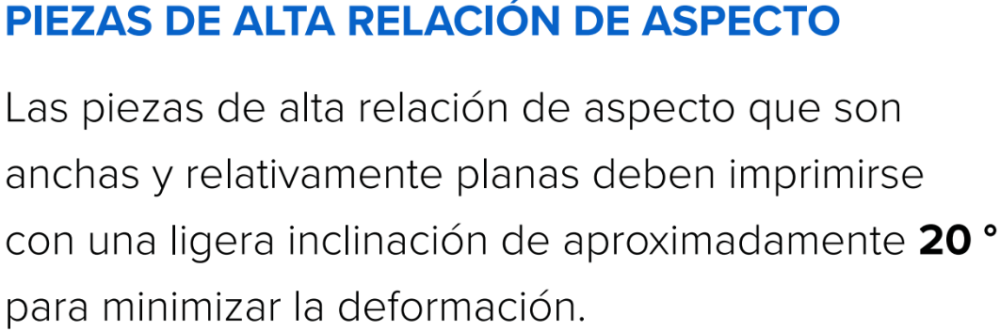 PIEZAS DE ALTA RELACIÓN DE ASPECTO
Las piezas de alta relación de aspecto que son
anchas y relativamente planas deben imprimirse
con una ligera inclinación de aproximadamente 20 °
para minimizar la deformación.